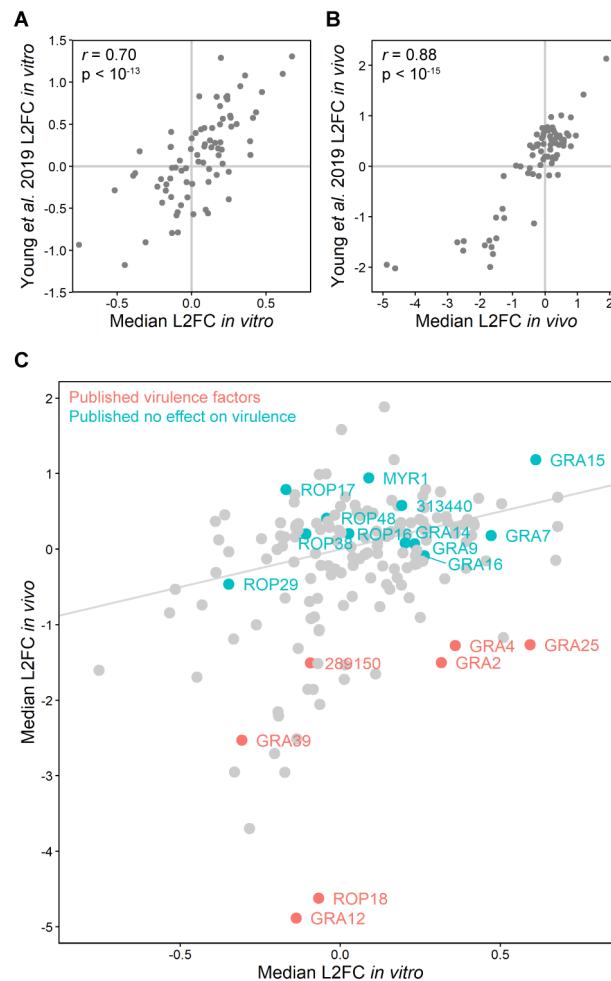 A
r = 0.70
p < 10-13
Young et al. 2019 L2FC in vitro
1.5
1.0
0.5
0.0
-0.5
-1.0
-1.5
-0.5
0.0
0.5
Median L2FC in vitro
B
r = 0.88
p < 10-15
Young et al. 2019 L2FC in vivo
2
1
0
-1
-2
-5
-4
-3
-2
-1
0
1
2
Median L2FC in vivo
C
Published virulence factors
Published no effect on virulence
Median L2FC in vivo
2
1
0
-1
-2
-3
-4
-5
GRA15
MYR1
ROP17
313440
ROP48
ROP16
GRA14
GRA7
ROP38
GRA9
GRA16
ROP29
GRA4
GRA25
289150
GRA2
GRA39
ROP18
GRA12
-0.5
0.0
0.5
Median L2FC in vitro